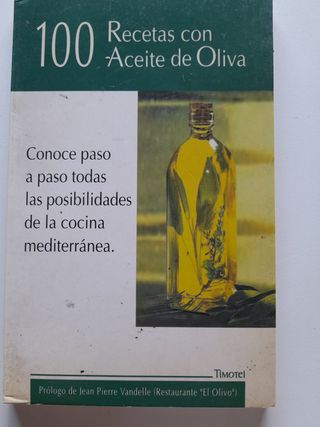 100 Recetas con
Aceite de Oliva
Conoce paso
a paso todas
las posibilidades
de la cocina
mediterránea.
TIMOTEI
Prólogo de Jean Pierre Vandelle (Restaurante "El Olivo")